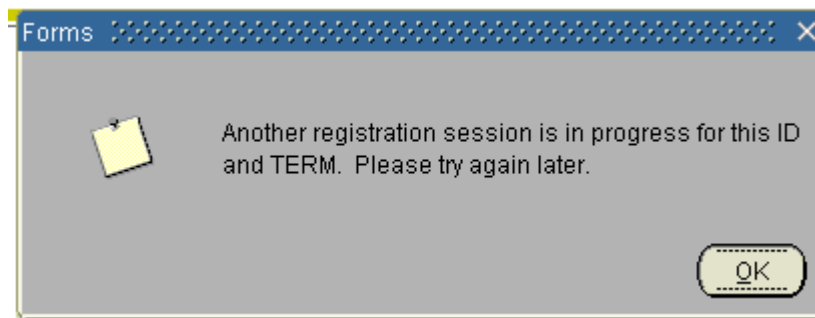 Forms
Another registration session is in progress for this ID
and TERM.  Please try again later.
OK